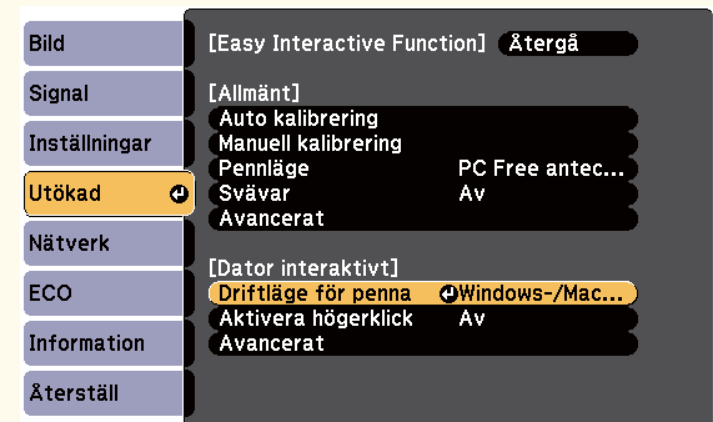 Bild
Signal
Inställningar
Utökad
Nätverk
ECO
Information
Återställ
[Easy Interactive Function] Återgå
[Allmänt]
Auto kalibrering
Manuell kalibrering
Pennläge PC Free antec...
Svävar Av
Avancerat
[Dator interaktivt]
Driftläge för penna Windows-/Mac...
Aktivera högerklick Av
Avancerat